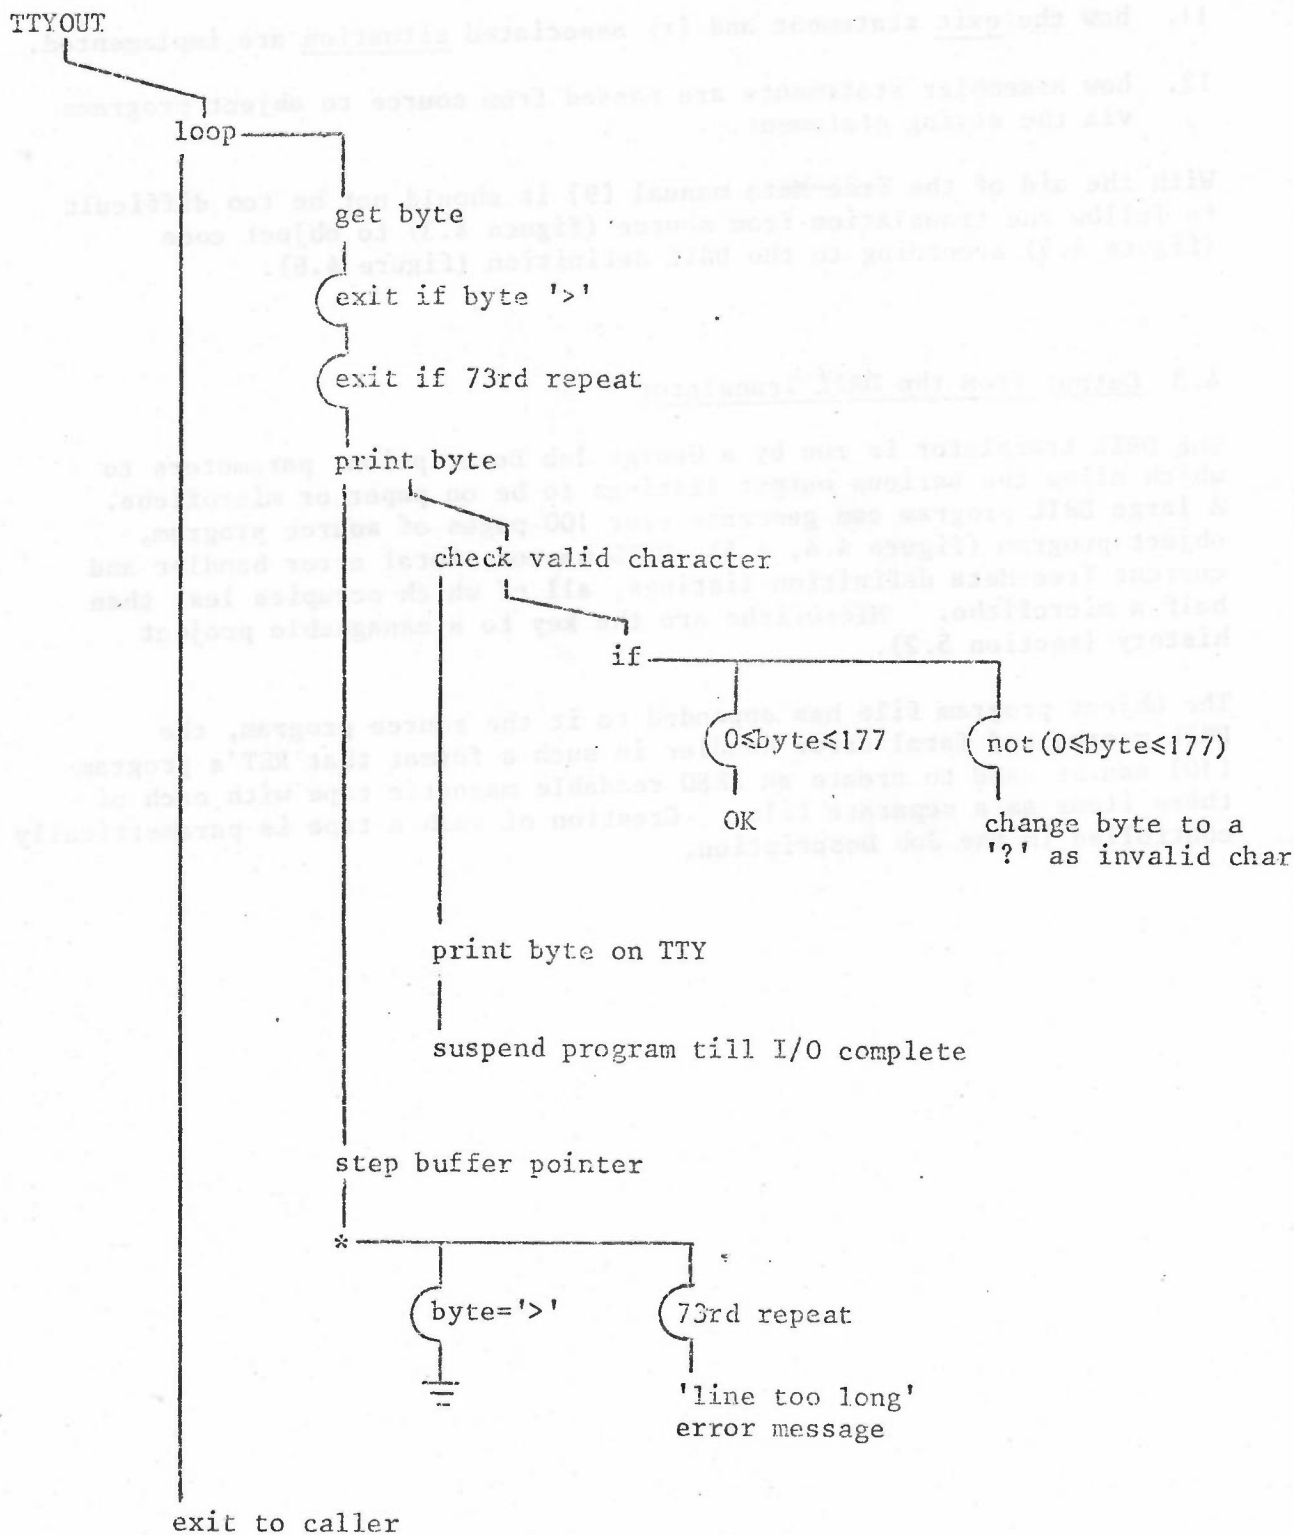 TTYOUT
loop
get byte
exit if byte '>'
exit if 73rd repeat
print byte
check valid character
if
0≤byte≤177
not(0≤byte≤177)
OK
change byte to a
'?' as invalid char
print byte on TTY
suspend program till I/O complete
step buffer pointer
*
byte='>'
73rd repeat
'line too long'
error message
exit to caller